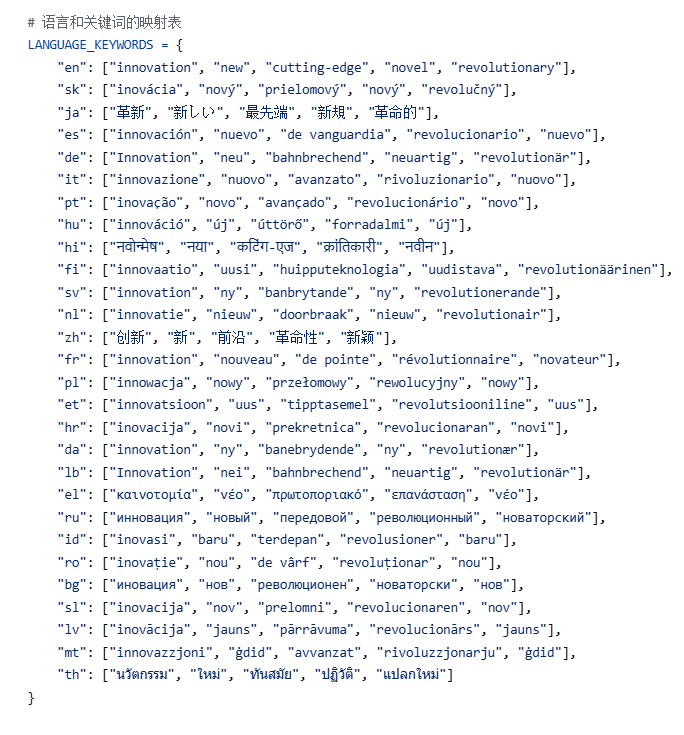 # 语言和关键词的映射表
LANGUAGE_KEYWORDS = {
    "en": ["innovation", "new", "cutting-edge", "novel", "revolutionary"],
    "sk": ["inovácia", "nový", "prielomový", "nový", "revolučný"],
    "ja": ["革新", "新しい", "最先端", "新規", "革命的"],
    "es": ["innovación", "nuevo", "de vanguardia", "revolucionario", "nuevo"],
    "de": ["Innovation", "neu", "bahnbrechend", "neuartig", "revolutionär"],
    "it": ["innovazione", "nuovo", "avanzato", "rivoluzionario", "nuovo"],
    "pt": ["inovação", "novo", "avançado", "revolucionário", "novo"],
    "hu": ["innováció", "új", "úttörő", "forradalmi", "új"],
    "hi": ["नवोन्मेष", "नया", "कटिंग-एज", "क्रांतिकारी", "नवीन"],
    "fi": ["innovaatio", "uusi", "huipputeknologia", "uudistava", "revolutionäärinen"],
    "sv": ["innovation", "ny", "banbrytande", "ny", "revolutionerande"],
    "nl": ["innovatie", "nieuw", "doorbraak", "nieuw", "revolutionair"],
    "zh": ["创新", "新", "前沿", "革命性", "新颖"],
    "fr": ["innovation", "nouveau", "de pointe", "révolutionnaire", "novateur"],
    "pl": ["innowacja", "nowy", "przełomowy", "rewolucyjny", "nowy"],
    "et": ["innovatsioon", "uus", "tipptasemel", "revolutsiooniline", "uus"],
    "hr": ["inovacija", "novi", "prekretnica", "revolucionaran", "novi"],
    "da": ["innovation", "ny", "banebrydende", "ny", "revolutionær"],
    "lb": ["Innovation", "nei", "bahnbrechend", "neuartig", "revolutionär"],
    "el": ["καινοτομία", "νέο", "πρωτοποριακό", "επανάσταση", "νέο"],
    "ru": ["инновация", "новый", "передовой", "революционный", "новаторский"],
    "id": ["inovasi", "baru", "terdepan", "revolusioner", "baru"],
    "ro": ["inovație", "nou", "de vârf", "revoluționar", "nou"],
    "bg": ["иновация", "нов", "революционен", "новаторски", "нов"],
    "sl": ["inovacija", "nov", "prelomni", "revolucionaren", "nov"],
    "lv": ["inovācija", "jauns", "pārrāvuma", "revolucionārs", "jauns"],
    "mt": ["innovazzjoni", "ġdid", "avvanzat", "rivoluzzjonarju", "ġdid"],
    "th": ["นวัตกรรม", "ใหม่", "ทันสมัย", "ปฏิวัติ", "แปลกใหม่"]
}